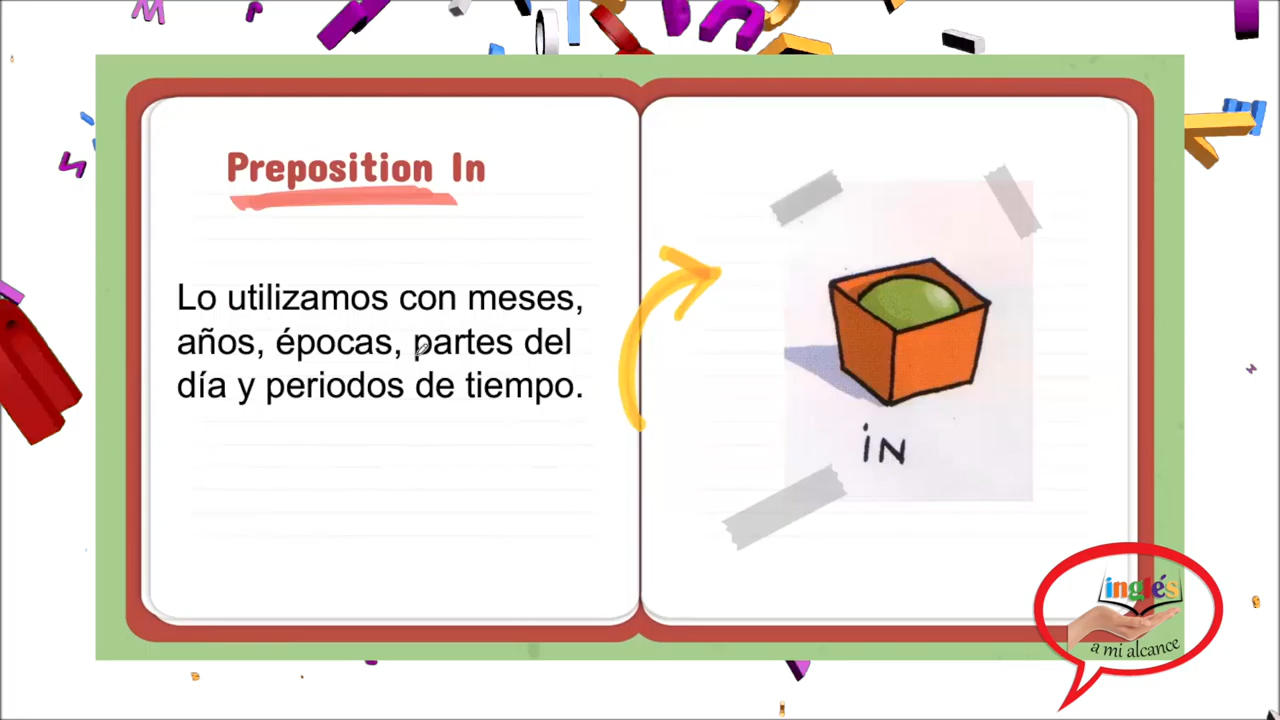 Preposition In
Lo utilizamos con meses,
años, épocas, partes del
día y periodos de tiempo.
iN
inglés
a mi alcance